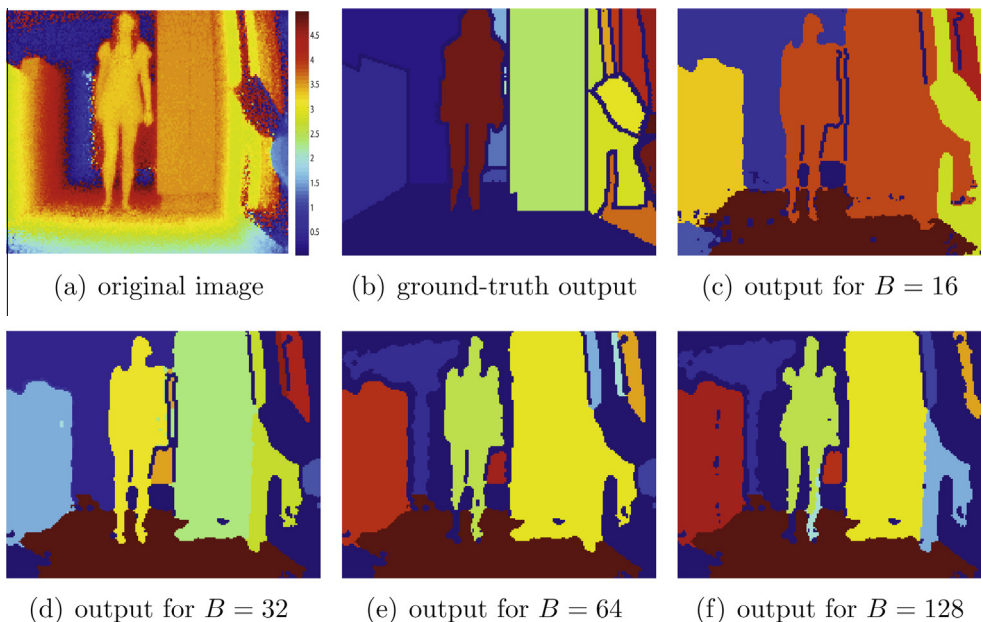 4.5
4
3.5
3
2.5
2
1.5
1
0.5
(a) original image
(b) ground-truth output
(c) output for B = 16
(d) output for B = 32
(e) output for B = 64
(f) output for B = 128